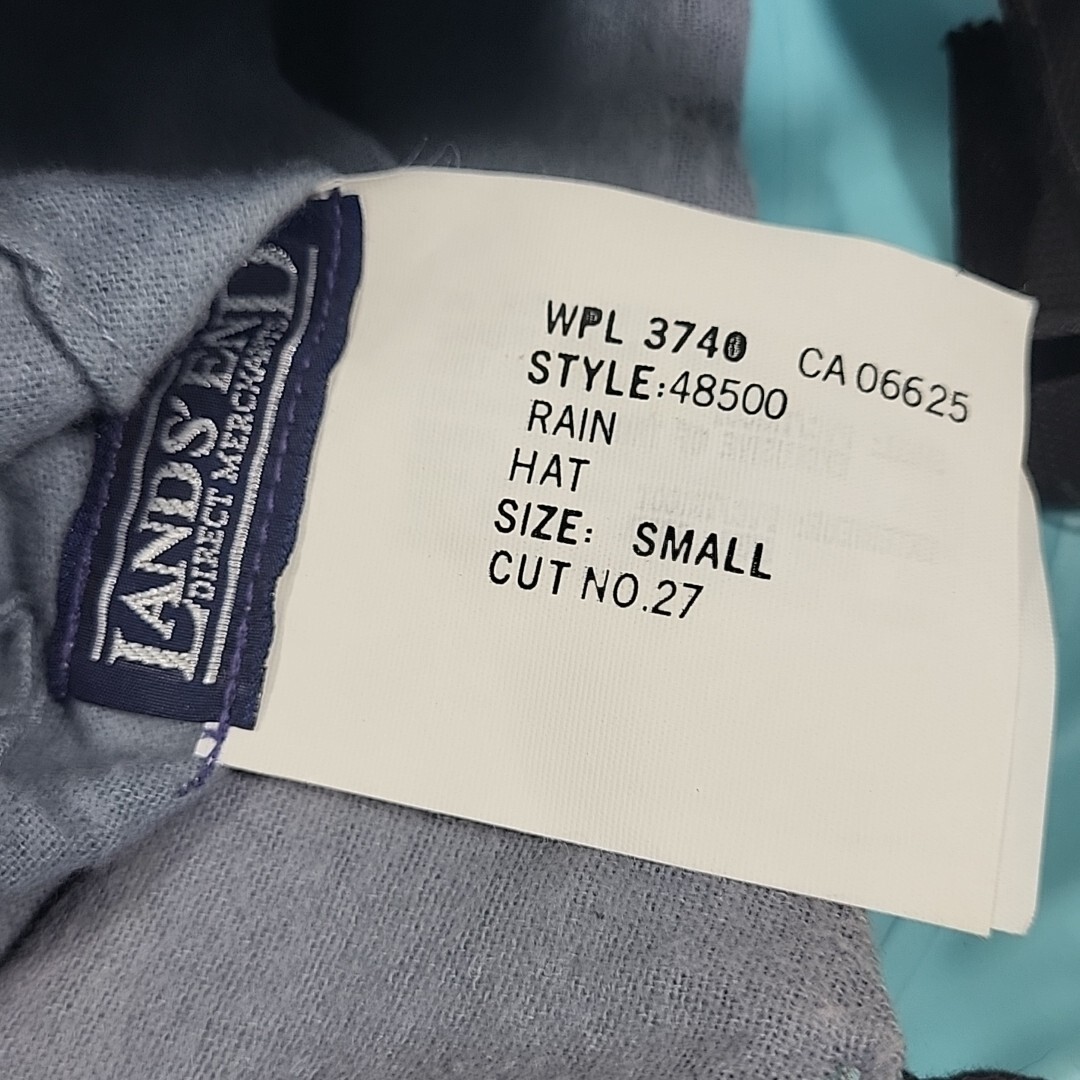 LANDS' END
DIRECT MERCHANTS
WPL 3740 CA 06625
STYLE: 48500
RAIN
HAT
SIZE: SMALL
CUT NO. 27